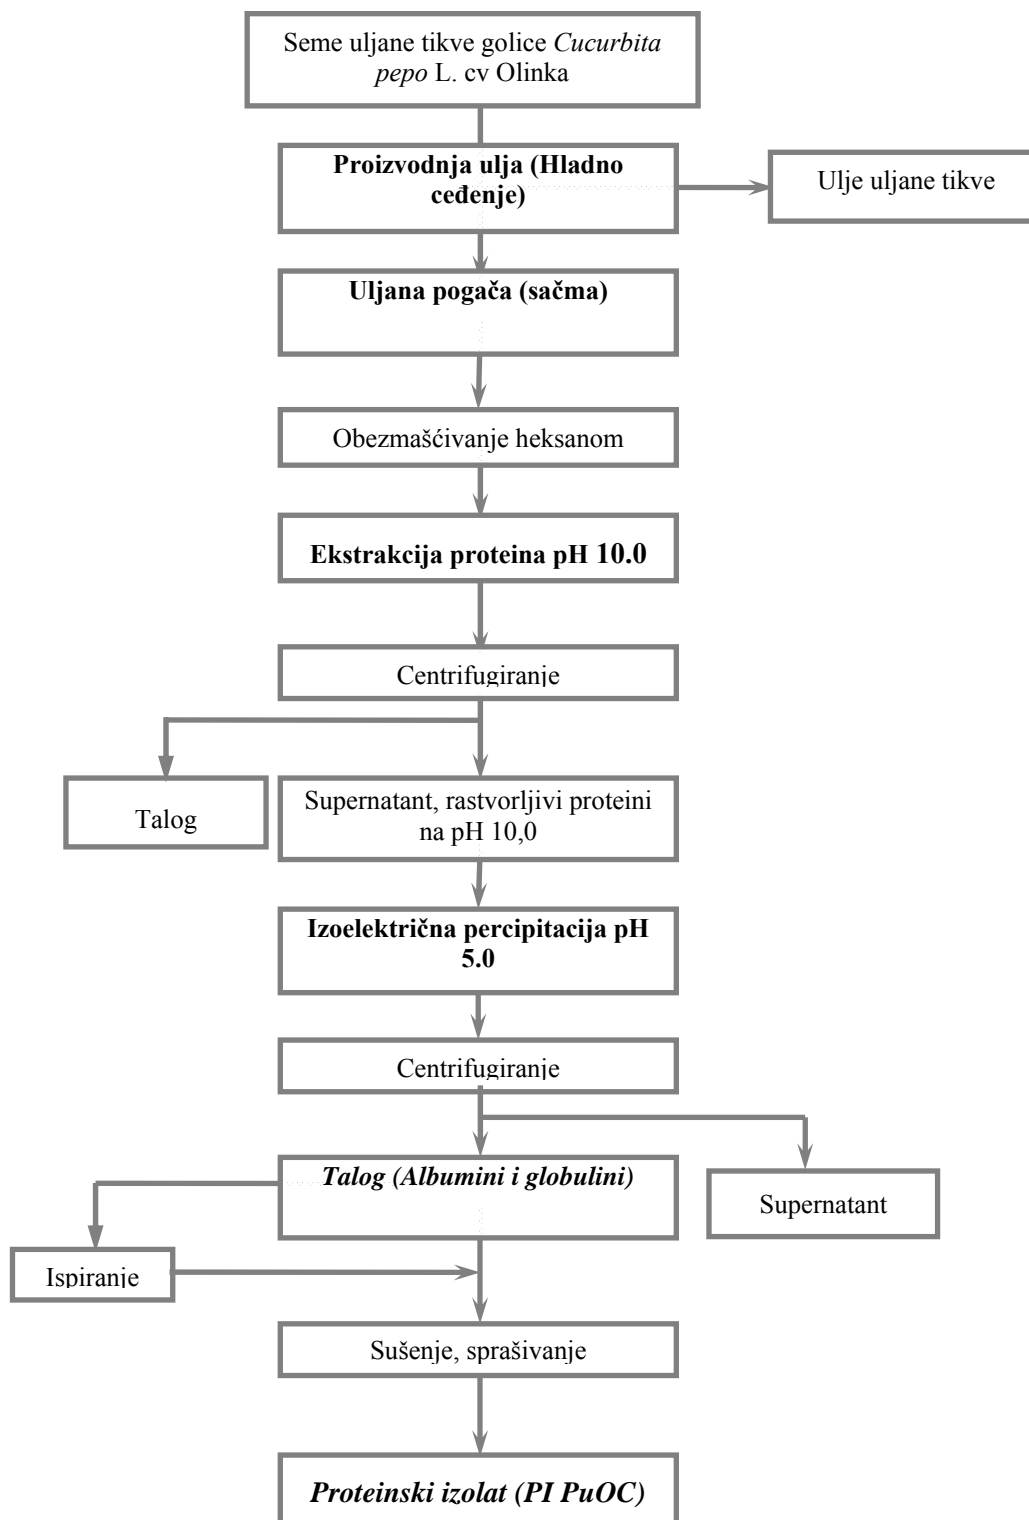 Seme uljane tikve golice Cucurbita
pepo L. cv Olinka
Proizvodnja ulja (Hladno
ceđenje)
Ulje uljane tikve
Uljana pogača (sačma)
Obezmašćivanje heksanom
Ekstrakcija proteina pH 10.0
Centrifugiranje
Talog
Supernatant, rastvorljivi proteini
na pH 10,0
Izoelektrična percipitacija pH
5.0
Centrifugiranje
Talog (Albumini i globulini)
Supernatant
Ispiranje
Sušenje, sprašivanje
Proteinski izolat (PI PuOC)